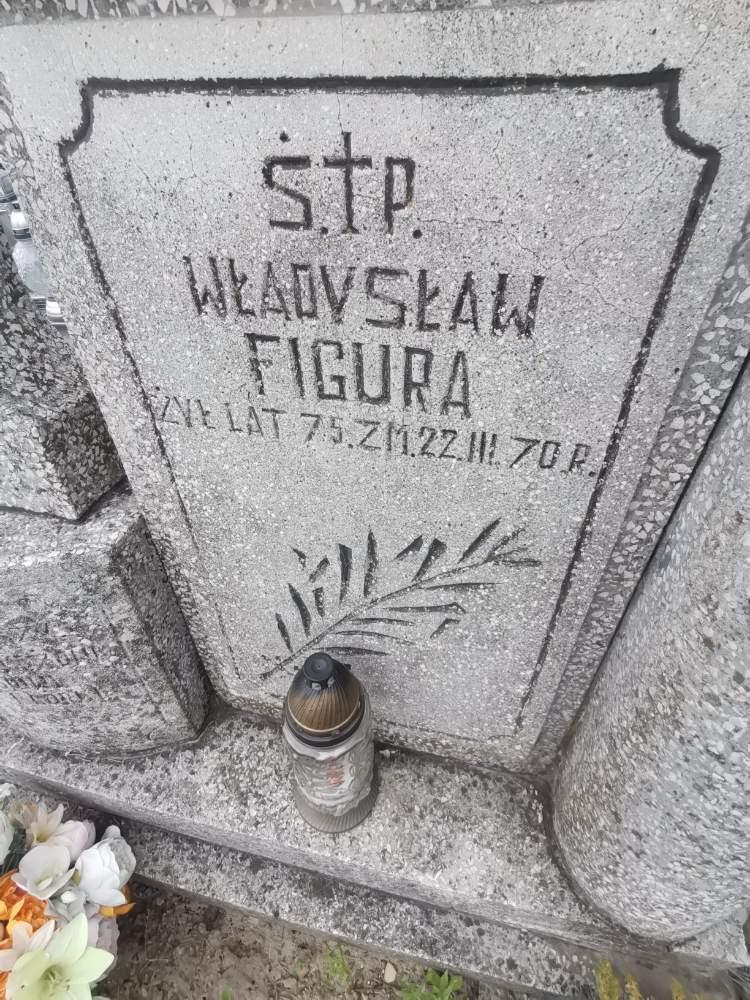 Ś.†P.
WŁADYSŁAW
FIGURA
ŻYŁ LAT 75. ZM. 22. III. 70 R.